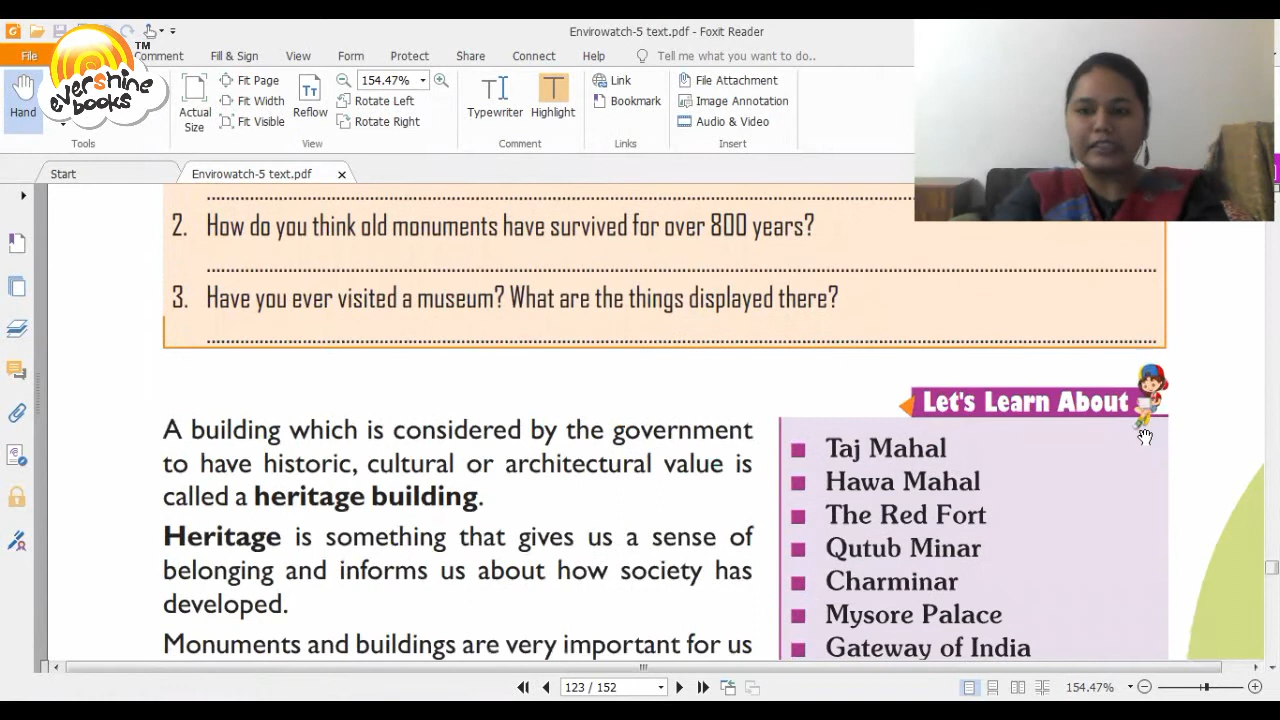 Envirowatch-5 text.pdf - Foxit Reader
File
Comment
Fill & Sign
View
Form
Protect
Share
Connect
Help
Tell me what you want to do..
TM
evershine
books
Hand
Actual
Size
Fit Page
Fit Width
Fit Visible
Reflow
154.47%
Rotate Left
Rotate Right
Typewriter
Highlight
Link
Bookmark
File Attachment
Image Annotation
Audio & Video
Tools
View
Comment
Links
Insert
Start
Envirowatch-5 text.pdf
2. How do you think old monuments have survived for over 800 years?
3. Have you ever visited a museum? What are the things displayed there?
A building which is considered by the government
to have historic, cultural or architectural value is
called a heritage building.
Heritage is something that gives us a sense of
belonging and informs us about how society has
developed.
Monuments and buildings are very important for us
Let's Learn About
Taj Mahal
Hawa Mahal
The Red Fort
Qutub Minar
Charminar
Mysore Palace
Gateway of India
123 / 152
154.47%